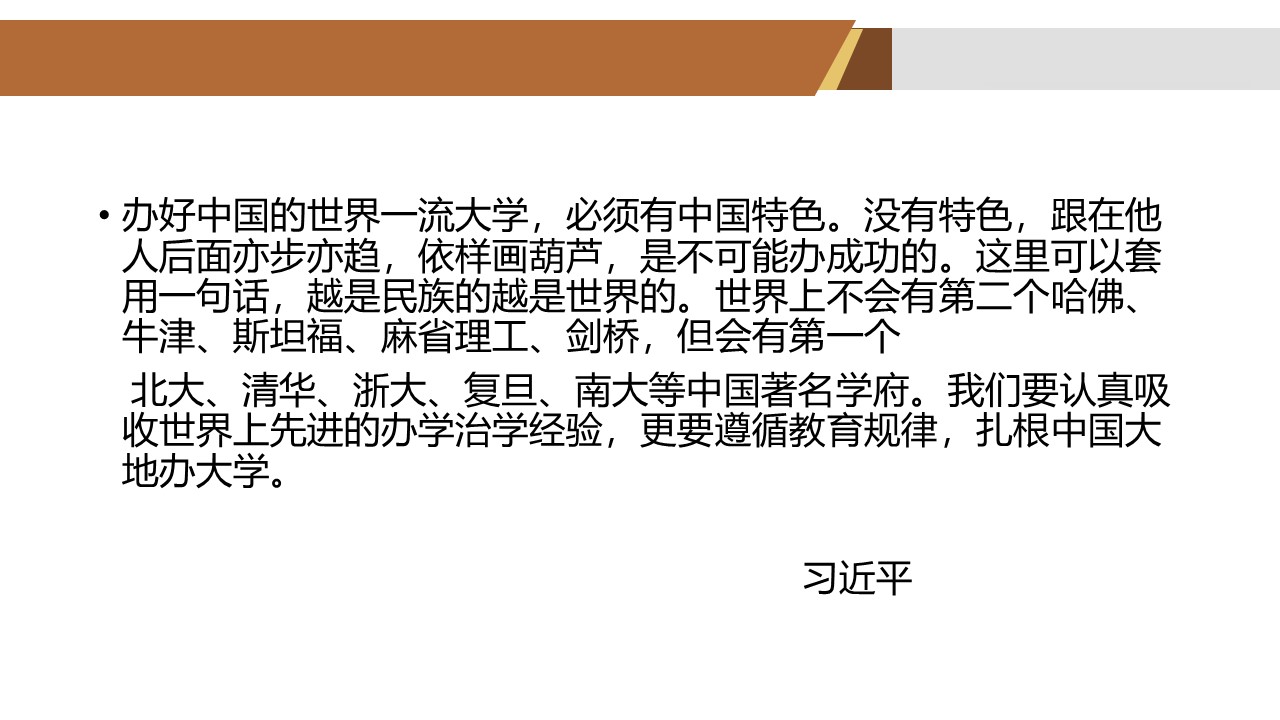 • 办好中国的世界一流大学，必须有中国特色。没有特色，跟在他
人后面亦步亦趋，依样画葫芦，是不可能办成功的。这里可以套
用一句话，越是民族的越是世界的。世界上不会有第二个哈佛、
牛津、斯坦福、麻省理工、剑桥，但会有第一个
北大、清华、浙大、复旦、南大等中国著名学府。我们要认真吸
收世界上先进的办学治学经验，更要遵循教育规律，扎根中国大
地办大学。
习近平